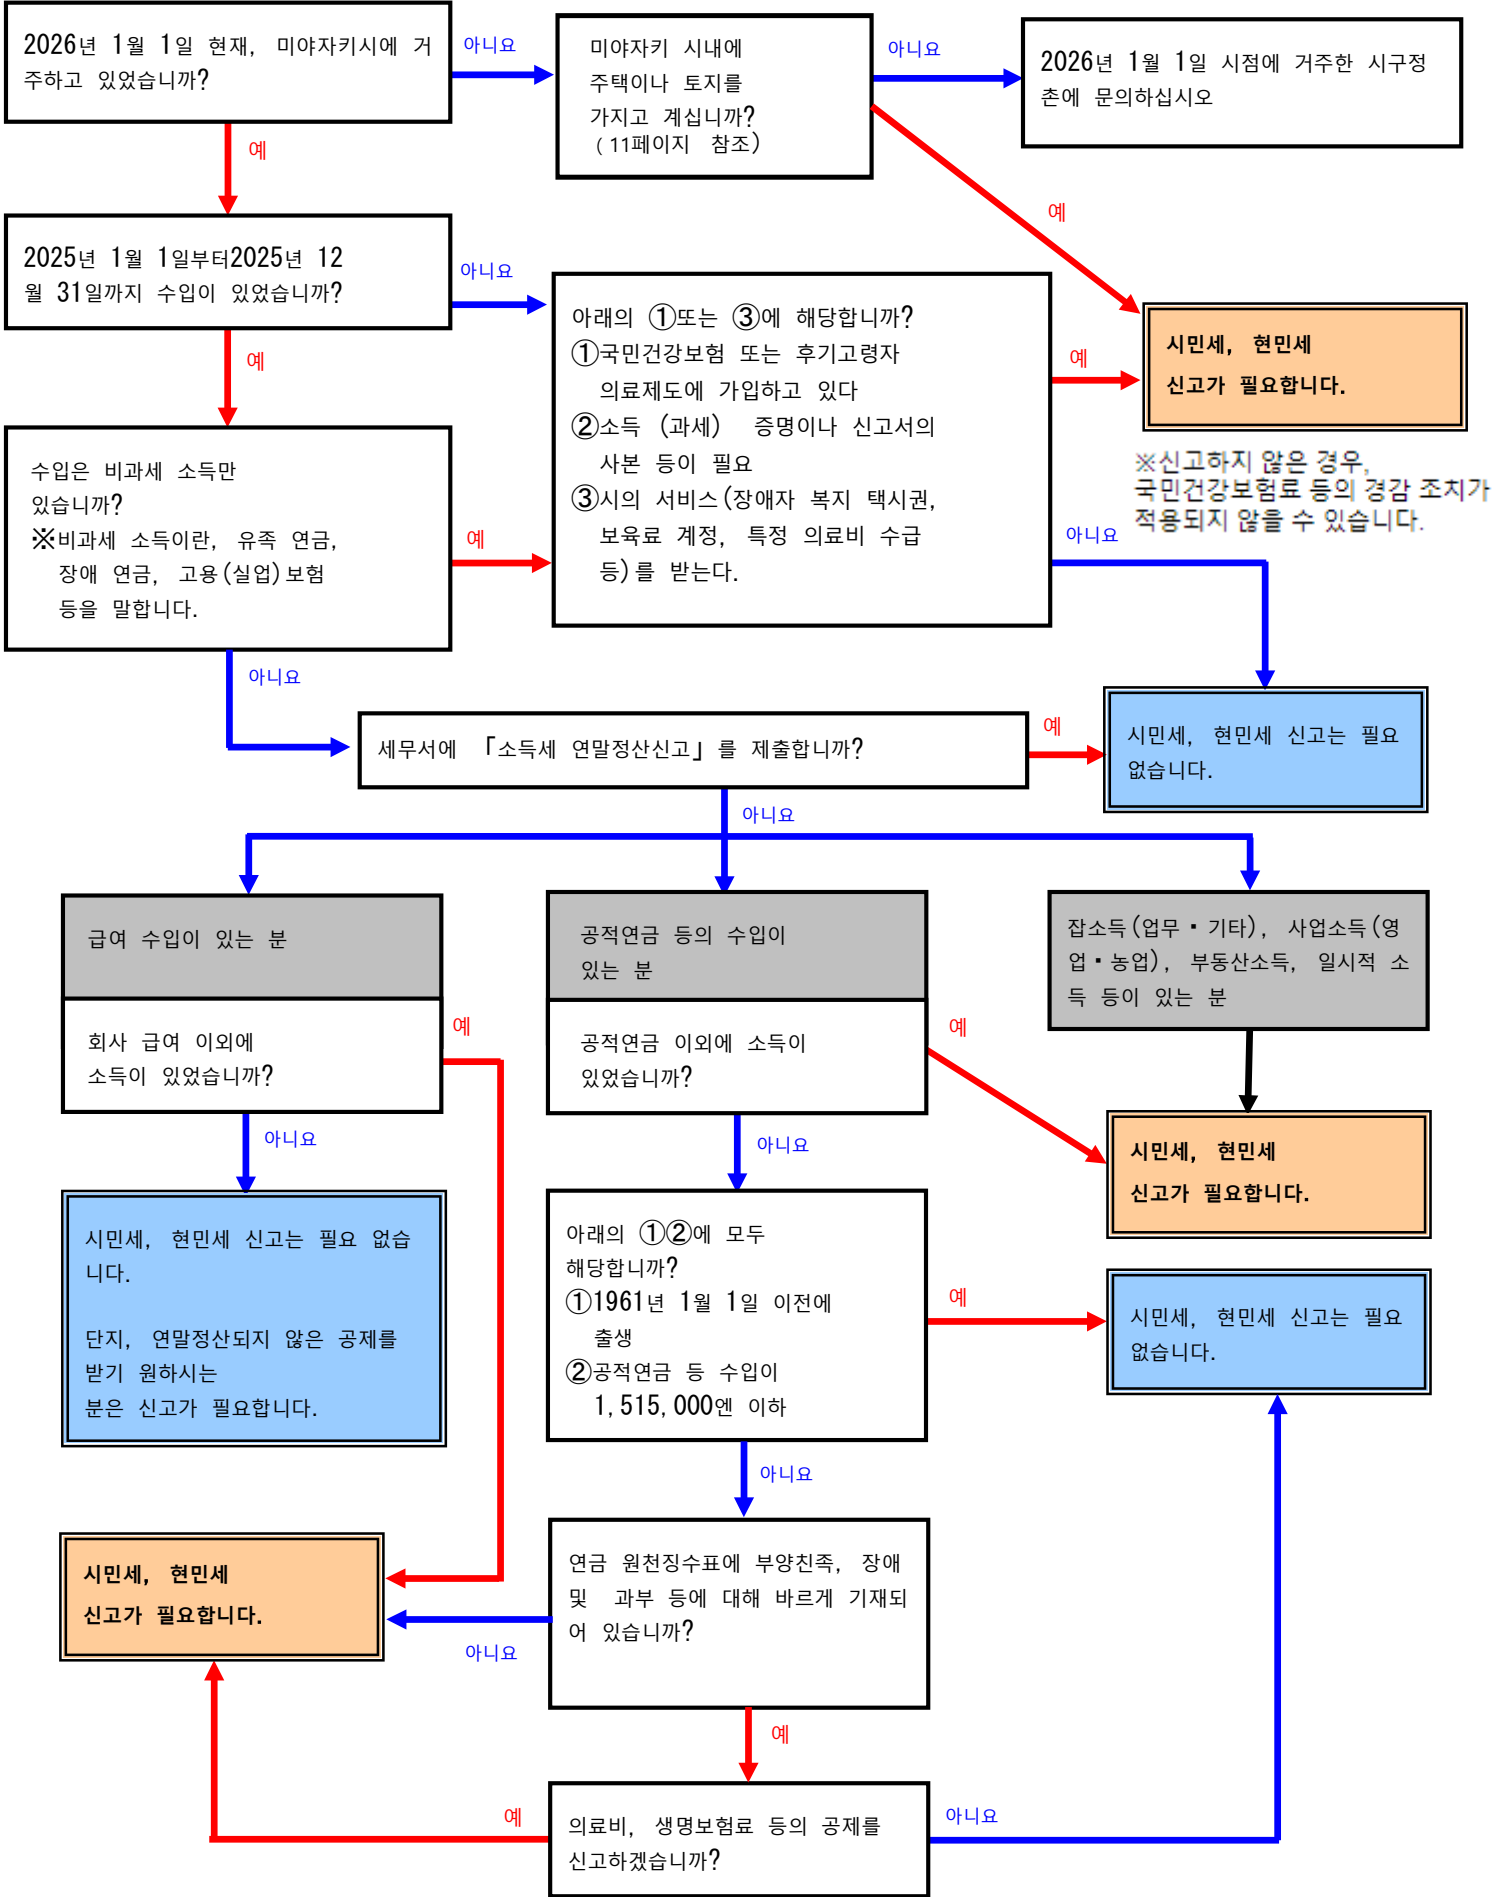 2026년 1월 1일 현재, 미야자키시에 거
주하고 있었습니까?
아니요
미야자키 시내에
주택이나 토지를
가지고 계십니까?
( 11페이지 참조)
아니요
2026년 1월 1일 시점에 거주한 시구정
촌에 문의하십시오
예
예
2025년 1월 1일부터2025년 12
월 31일까지 수입이 있었습니까?
아니요
아래의 ①또는 ③에 해당합니까?
①국민건강보험 또는 후기고령자
의료제도에 가입하고 있다
②소득 (과세) 증명이나 신고서의
사본 등이 필요
③시의 서비스(장애자 복지 택시권,
보육료 계정, 특정 의료비 수급
등)를 받는다.
예
시민세, 현민세
신고가 필요합니다.
※신고하지 않은 경우,
국민건강보험료 등의 경감 조치가
적용되지 않을 수 있습니다.
예
수입은 비과세 소득만
있습니까?
※비과세 소득이란, 유족 연금,
장애 연금, 고용(실업)보험
등을 말합니다.
예
아니요
아니요
세무서에 「소득세 연말정산신고」를 제출합니까?
예
시민세, 현민세 신고는 필요
없습니다.
아니요
급여 수입이 있는 분
공적연금 등의 수입이
있는 분
잡소득(업무・기타), 사업소득(영
업・농업), 부동산소득, 일시적 소
득 등이 있는 분
회사 급여 이외에
소득이 있었습니까?
예
공적연금 이외에 소득이
있었습니까?
예
아니요
아니요
시민세, 현민세
신고가 필요합니다.
시민세, 현민세 신고는 필요 없습
니다.
단지, 연말정산되지 않은 공제를
받기 원하시는
분은 신고가 필요합니다.
아래의 ①②에 모두
해당합니까?
①1961년 1월 1일 이전에
출생
②공적연금 등 수입이
1,515,000엔 이하
예
시민세, 현민세 신고는 필요
없습니다.
아니요
시민세, 현민세
신고가 필요합니다.
연금 원천징수표에 부양친족, 장애
및 과부 등에 대해 바르게 기재되
어 있습니까?
아니요
예
예
의료비, 생명보험료 등의 공제를
신고하겠습니까?
아니요